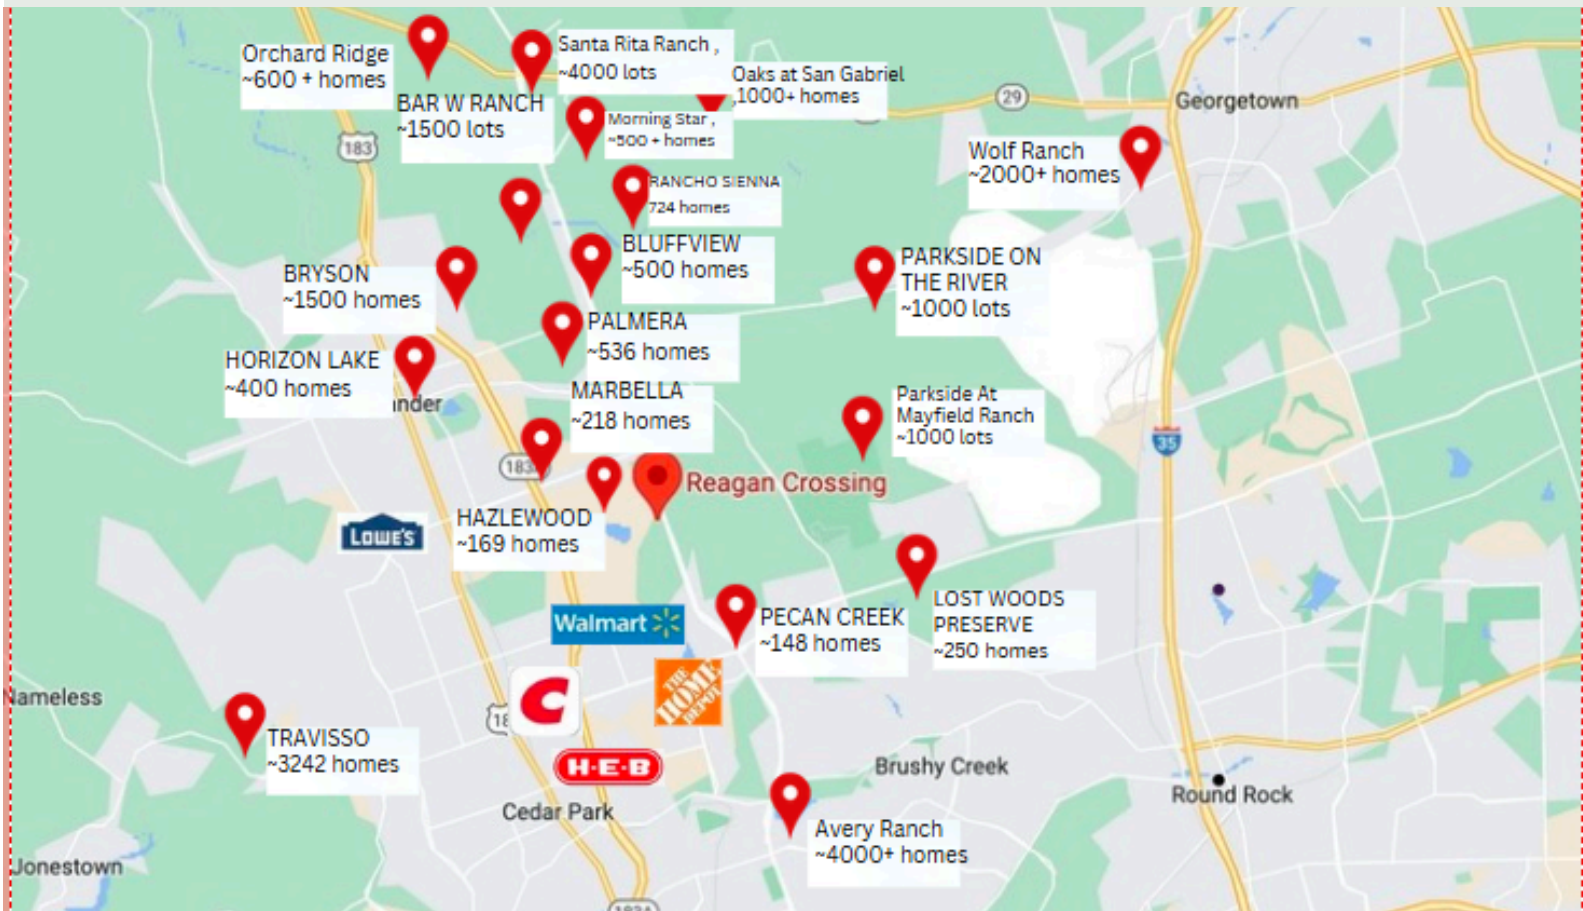 Orchard Ridge
~600 + homes
Santa Rita Ranch ,
~4000 lots
Oaks at San Gabriel
,1000+ homes
29
Georgetown
BAR W RANCH
~1500 lots
Morning Star ,
~500 + homes
183
Wolf Ranch
~2000+ homes
RANCHO SIENNA
724 homes
BLUFFVIEW
~500 homes
BRYSON
~1500 homes
PARKSIDE ON
THE RIVER
~1000 lots
PALMERA
~536 homes
HORIZON LAKE
~400 homes
ander
MARBELLA
~218 homes
Parkside At
Mayfield Ranch
~1000 lots
35
183
Reagan Crossing
HAZLEWOOD
~169 homes
LOWE'S
Walmart
PECAN CREEK
~148 homes
LOST WOODS
PRESERVE
~250 homes
THE
HOME
DEPOT
Nameless
C
18
TRAVISSO
~3242 homes
H-E-B
Brushy Creek
Round Rock
Cedar Park
Avery Ranch
~4000+ homes
Jonestown
183A